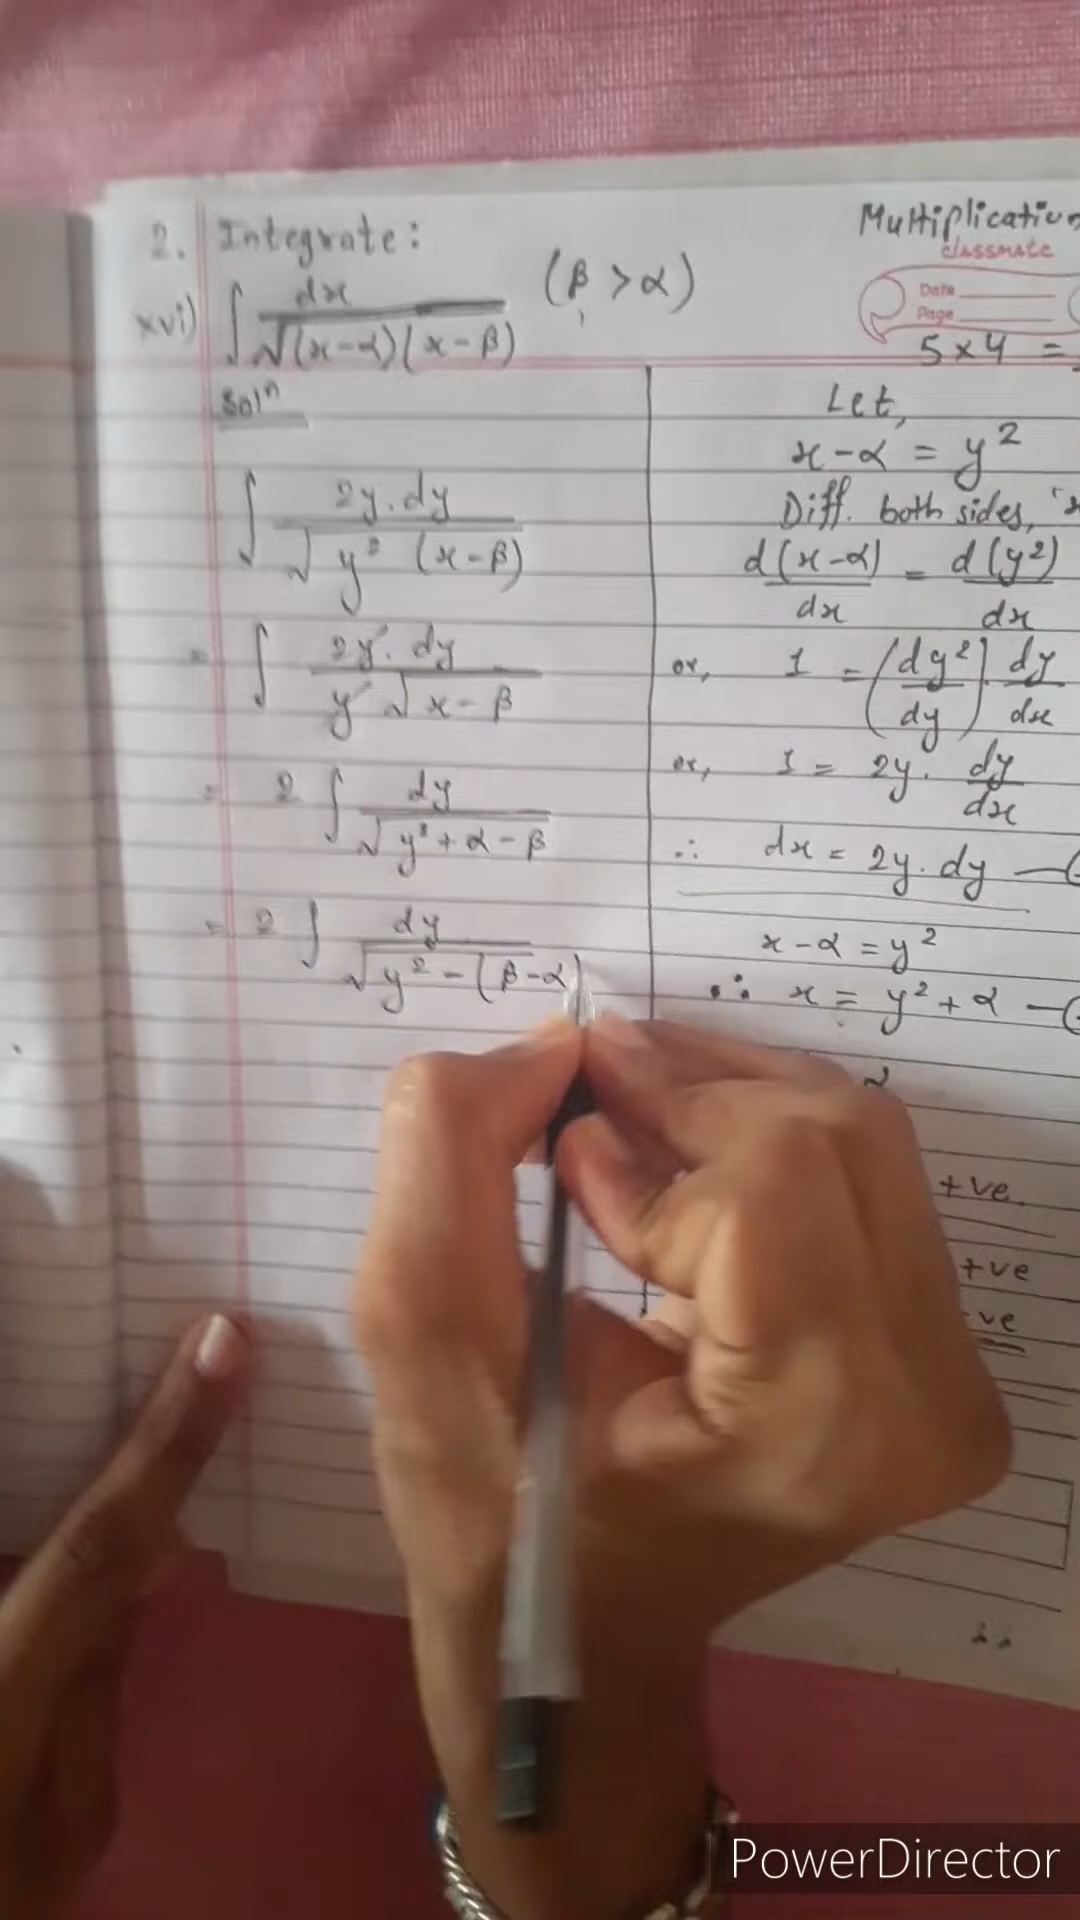 2. Integrate:
xvi) ∫ dx / √(x-α)(x-β) (β > α)
Multiplicativ
classmate
Date
Page
5 x 4 =
Solⁿ
∫ 2y.dy / √y² (x-β)
= ∫ 2y.dy / y √x-β
= 2 ∫ dy / √y²+α-β
= 2 ∫ dy / √y²-(β-α)
Let,
x-α = y²
Diff. both sides,
d(x-α)/dx = d(y²)/dx
or, 1 = (dy²/dy) dy/dx
or, 1 = 2y. dy/dx
∴ dx = 2y.dy —
x-α = y²
∴ x = y²+α —
+ve
+ve
-ve
PowerDirector